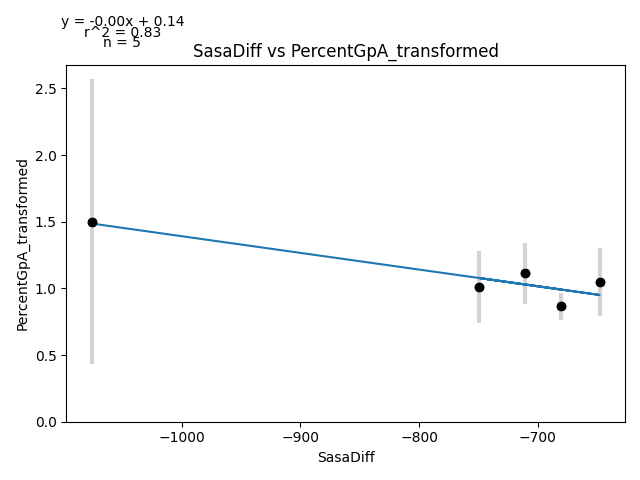 y = -0.00x + 0.14
r^2 = 0.83
n = 5
SasaDiff vs PercentGpA_transformed
2.5
2.0
1.5
1.0
0.5
0.0
PercentGpA_transformed
−1000
−900
−800
−700
SasaDiff